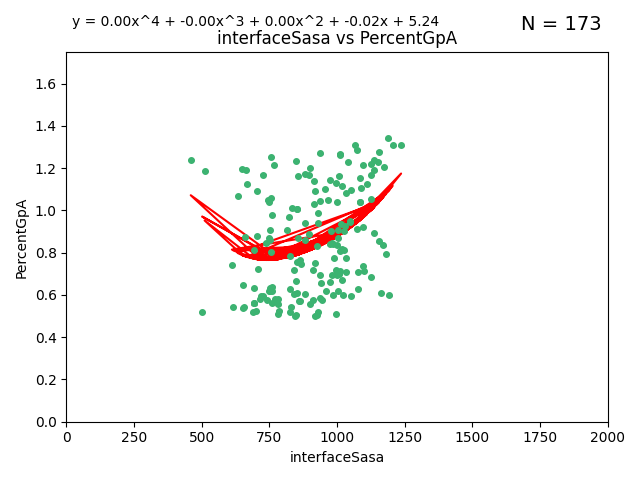 y = 0.00x^4 + -0.00x^3 + 0.00x^2 + -0.02x + 5.24
N = 173
interfaceSasa vs PercentGpA
PercentGpA
1.6
1.4
1.2
1.0
0.8
0.6
0.4
0.2
0.0
0 250 500 750 1000 1250 1500 1750 2000
interfaceSasa